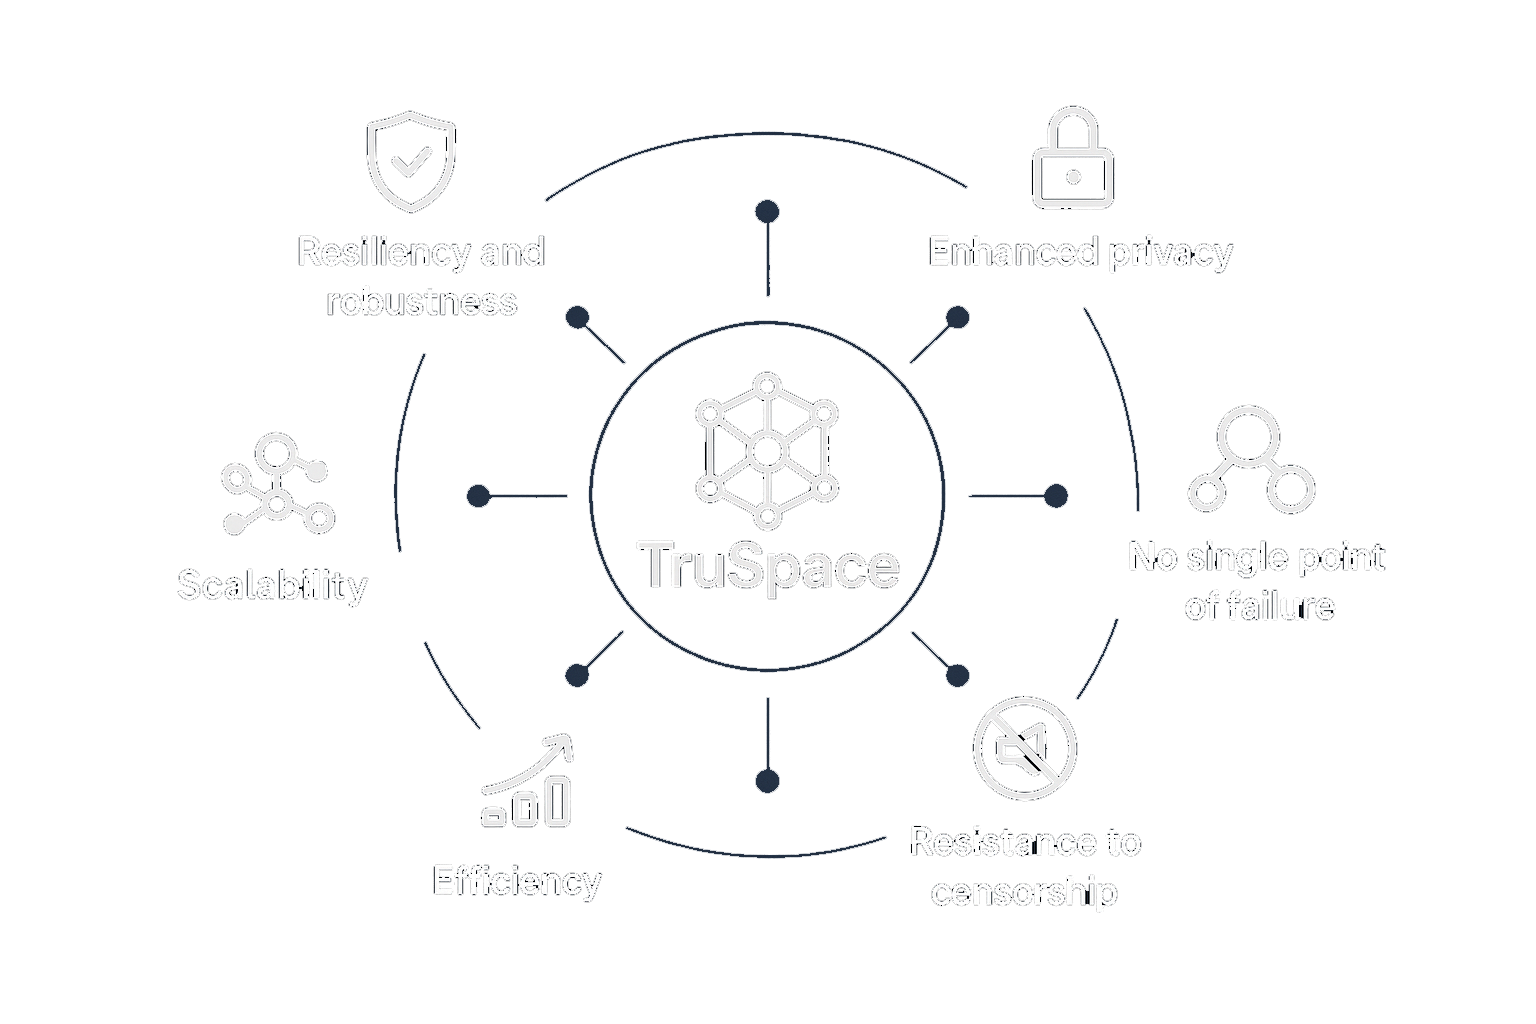 Resiliency and
robustness
Enhanced privacy
TruSpace
Scalability
No single point
of failure
Efficiency
Resistance to
censorship